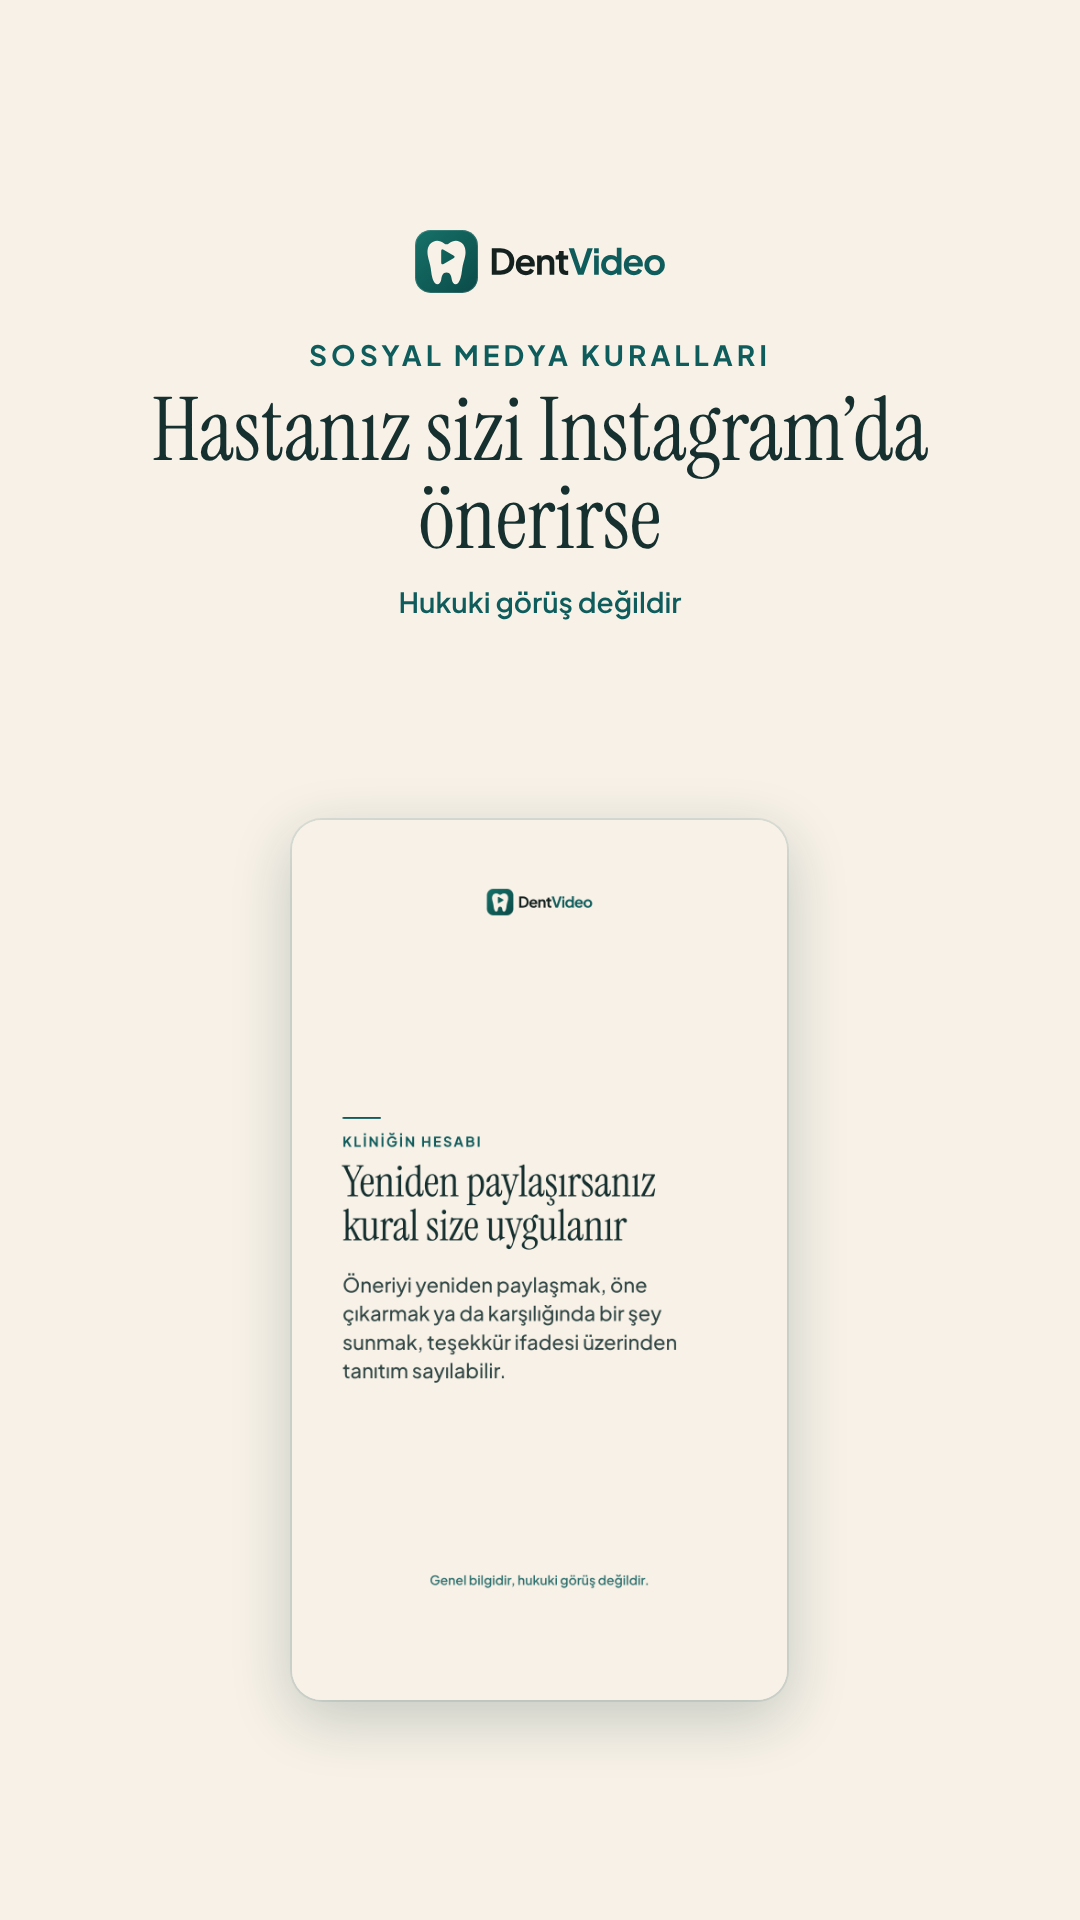 DentVideo
SOSYAL MEDYA KURALLARI
Hastanız sizi Instagram’da
önerirse
Hukuki görüş değildir
DentVideo
KLİNİĞİN HESABI
Yeniden paylaşırsanız
kural size uygulanır
Öneriyi yeniden paylaşmak, öne
çıkarmak ya da karşılığında bir şey
sunmak, teşekkür ifadesi üzerinden
tanıtım sayılabilir.
Genel bilgidir, hukuki görüş değildir.